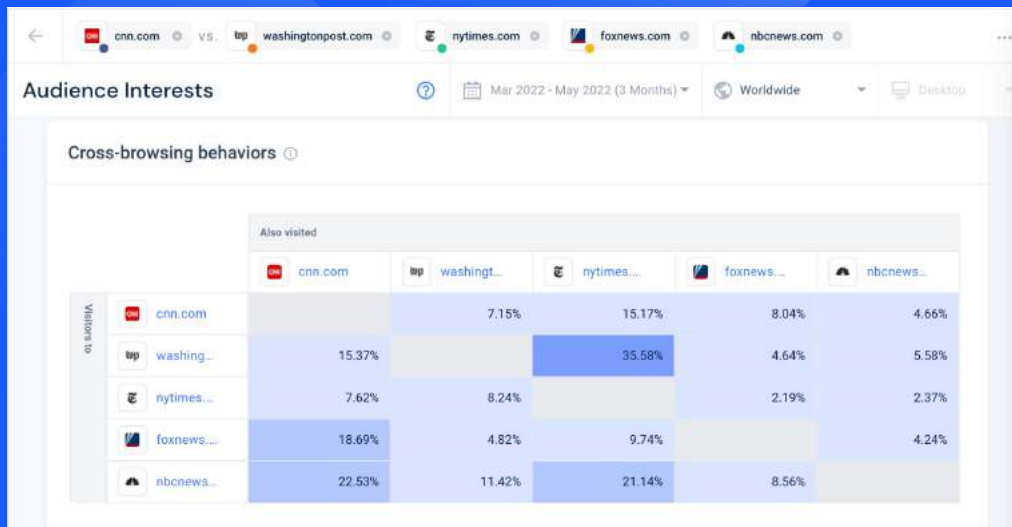 cnn.com vs. washingtonpost.com nytimes.com foxnews.com nbcnews.com
Audience Interests Mar 2022 - May 2022 (3 Months) Worldwide Desktop
Cross-browsing behaviors
Also visited
cnn.com washingt... nytimes.... foxnews.... nbcnews...
Visitors to
cnn.com 7.15% 15.17% 8.04% 4.66%
washing... 15.37% 35.58% 4.64% 5.58%
nytimes.... 7.62% 8.24% 2.19% 2.37%
foxnews.... 18.69% 4.82% 9.74% 4.24%
nbcnews... 22.53% 11.42% 21.14% 8.56%